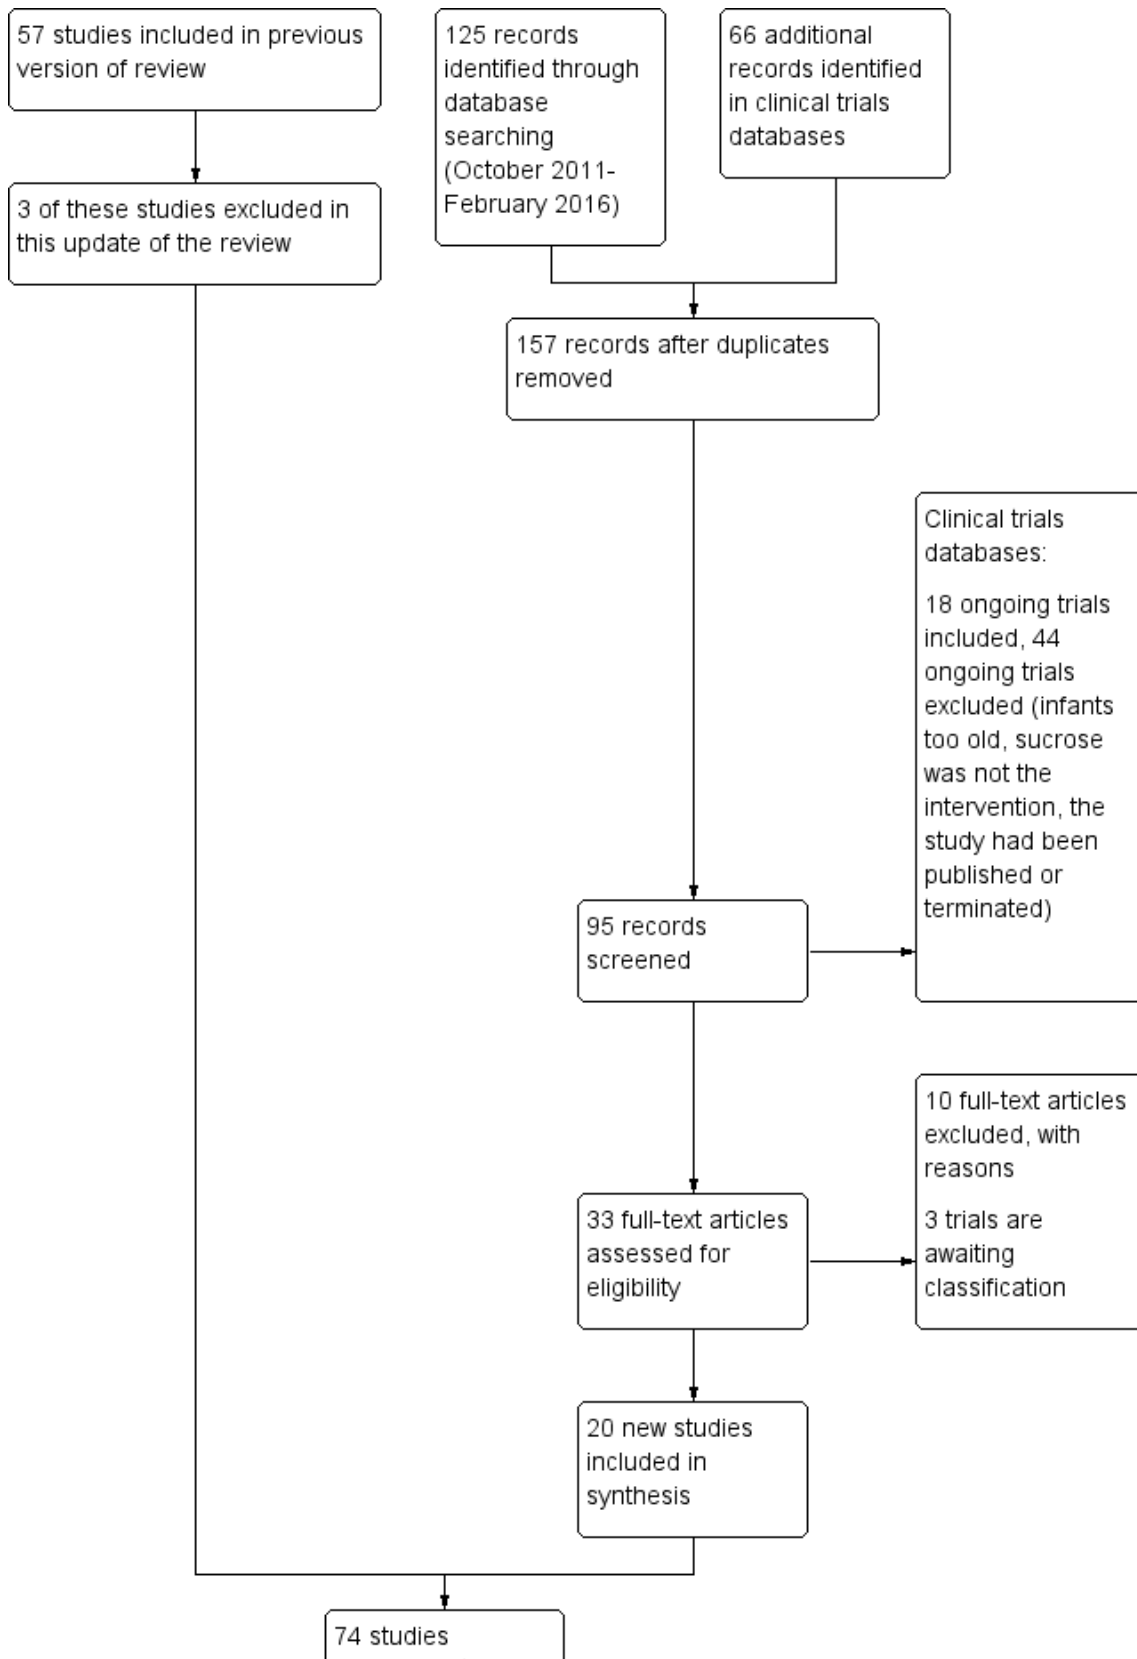 57 studies included in previous
version of review
125 records
identified through
database
searching
(October 2011-
February 2016)
66 additional
records identified
in clinical trials
databases
3 of these studies excluded in
this update of the review
157 records after duplicates
removed
Clinical trials
databases:
18 ongoing trials
included, 44
ongoing trials
excluded (infants
too old, sucrose
was not the
intervention, the
study had been
published or
terminated)
95 records
screened
10 full-text articles
excluded, with
reasons
3 trials are
awaiting
classification
33 full-text articles
assessed for
eligibility
20 new studies
included in
synthesis
74 studies